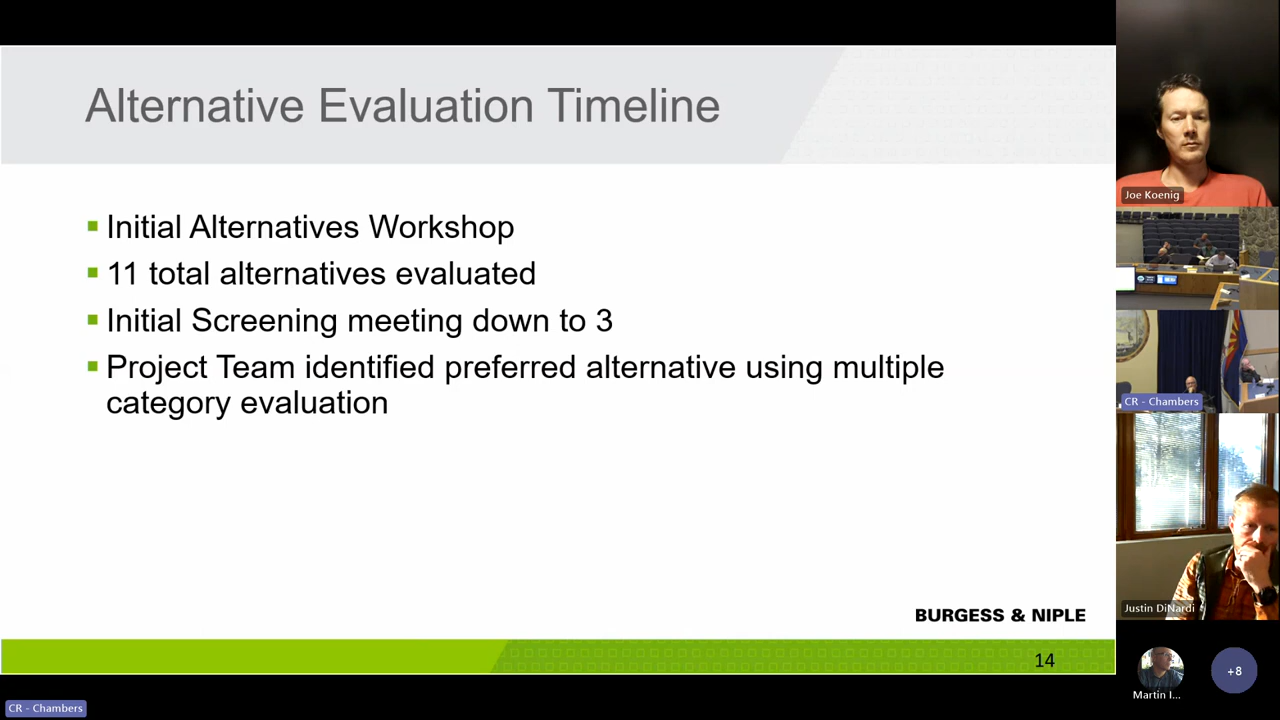 Alternative Evaluation Timeline
Initial Alternatives Workshop
11 total alternatives evaluated
Initial Screening meeting down to 3
Project Team identified preferred alternative using multiple
category evaluation
BURGESS & NIPLE
14
CR - Chambers
Joe Koenig
CR - Chambers
Justin DiNardi
Martin I...
+8